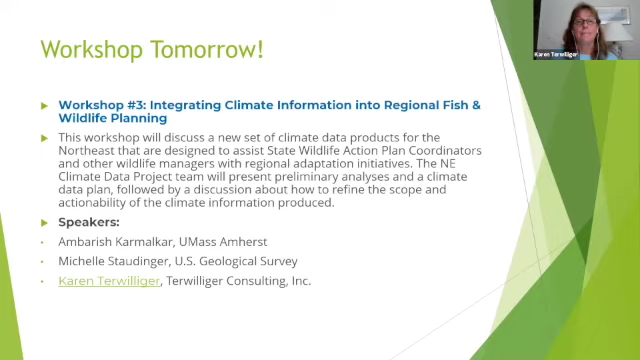 Workshop Tomorrow!
Karen Terwilliger
Workshop #3: Integrating Climate Information into Regional Fish &
Wildlife Planning
This workshop will discuss a new set of climate data products for the
Northeast that are designed to assist State Wildlife Action Plan Coordinators
and other wildlife managers with regional adaptation initiatives. The NE
Climate Data Project team will present preliminary analyses and a climate
data plan, followed by a discussion about how to refine the scope and
actionability of the climate information produced.
Speakers:
Ambarish Karmalkar, UMass Amherst
Michelle Staudinger, U.S. Geological Survey
Karen Terwilliger, Terwilliger Consulting, Inc.